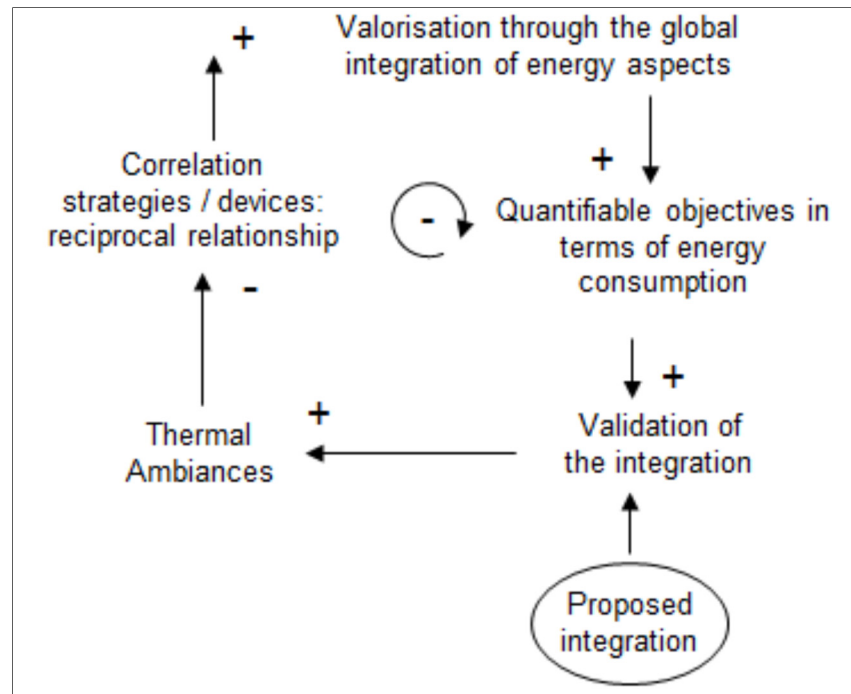 +
Valorisation through the global
integration of energy aspects
+
Correlation
strategies / devices:
reciprocal relationship
-
Quantifiable objectives in
terms of energy
consumption
-
+
+
Thermal
Ambiances
Validation of
the integration
Proposed
integration